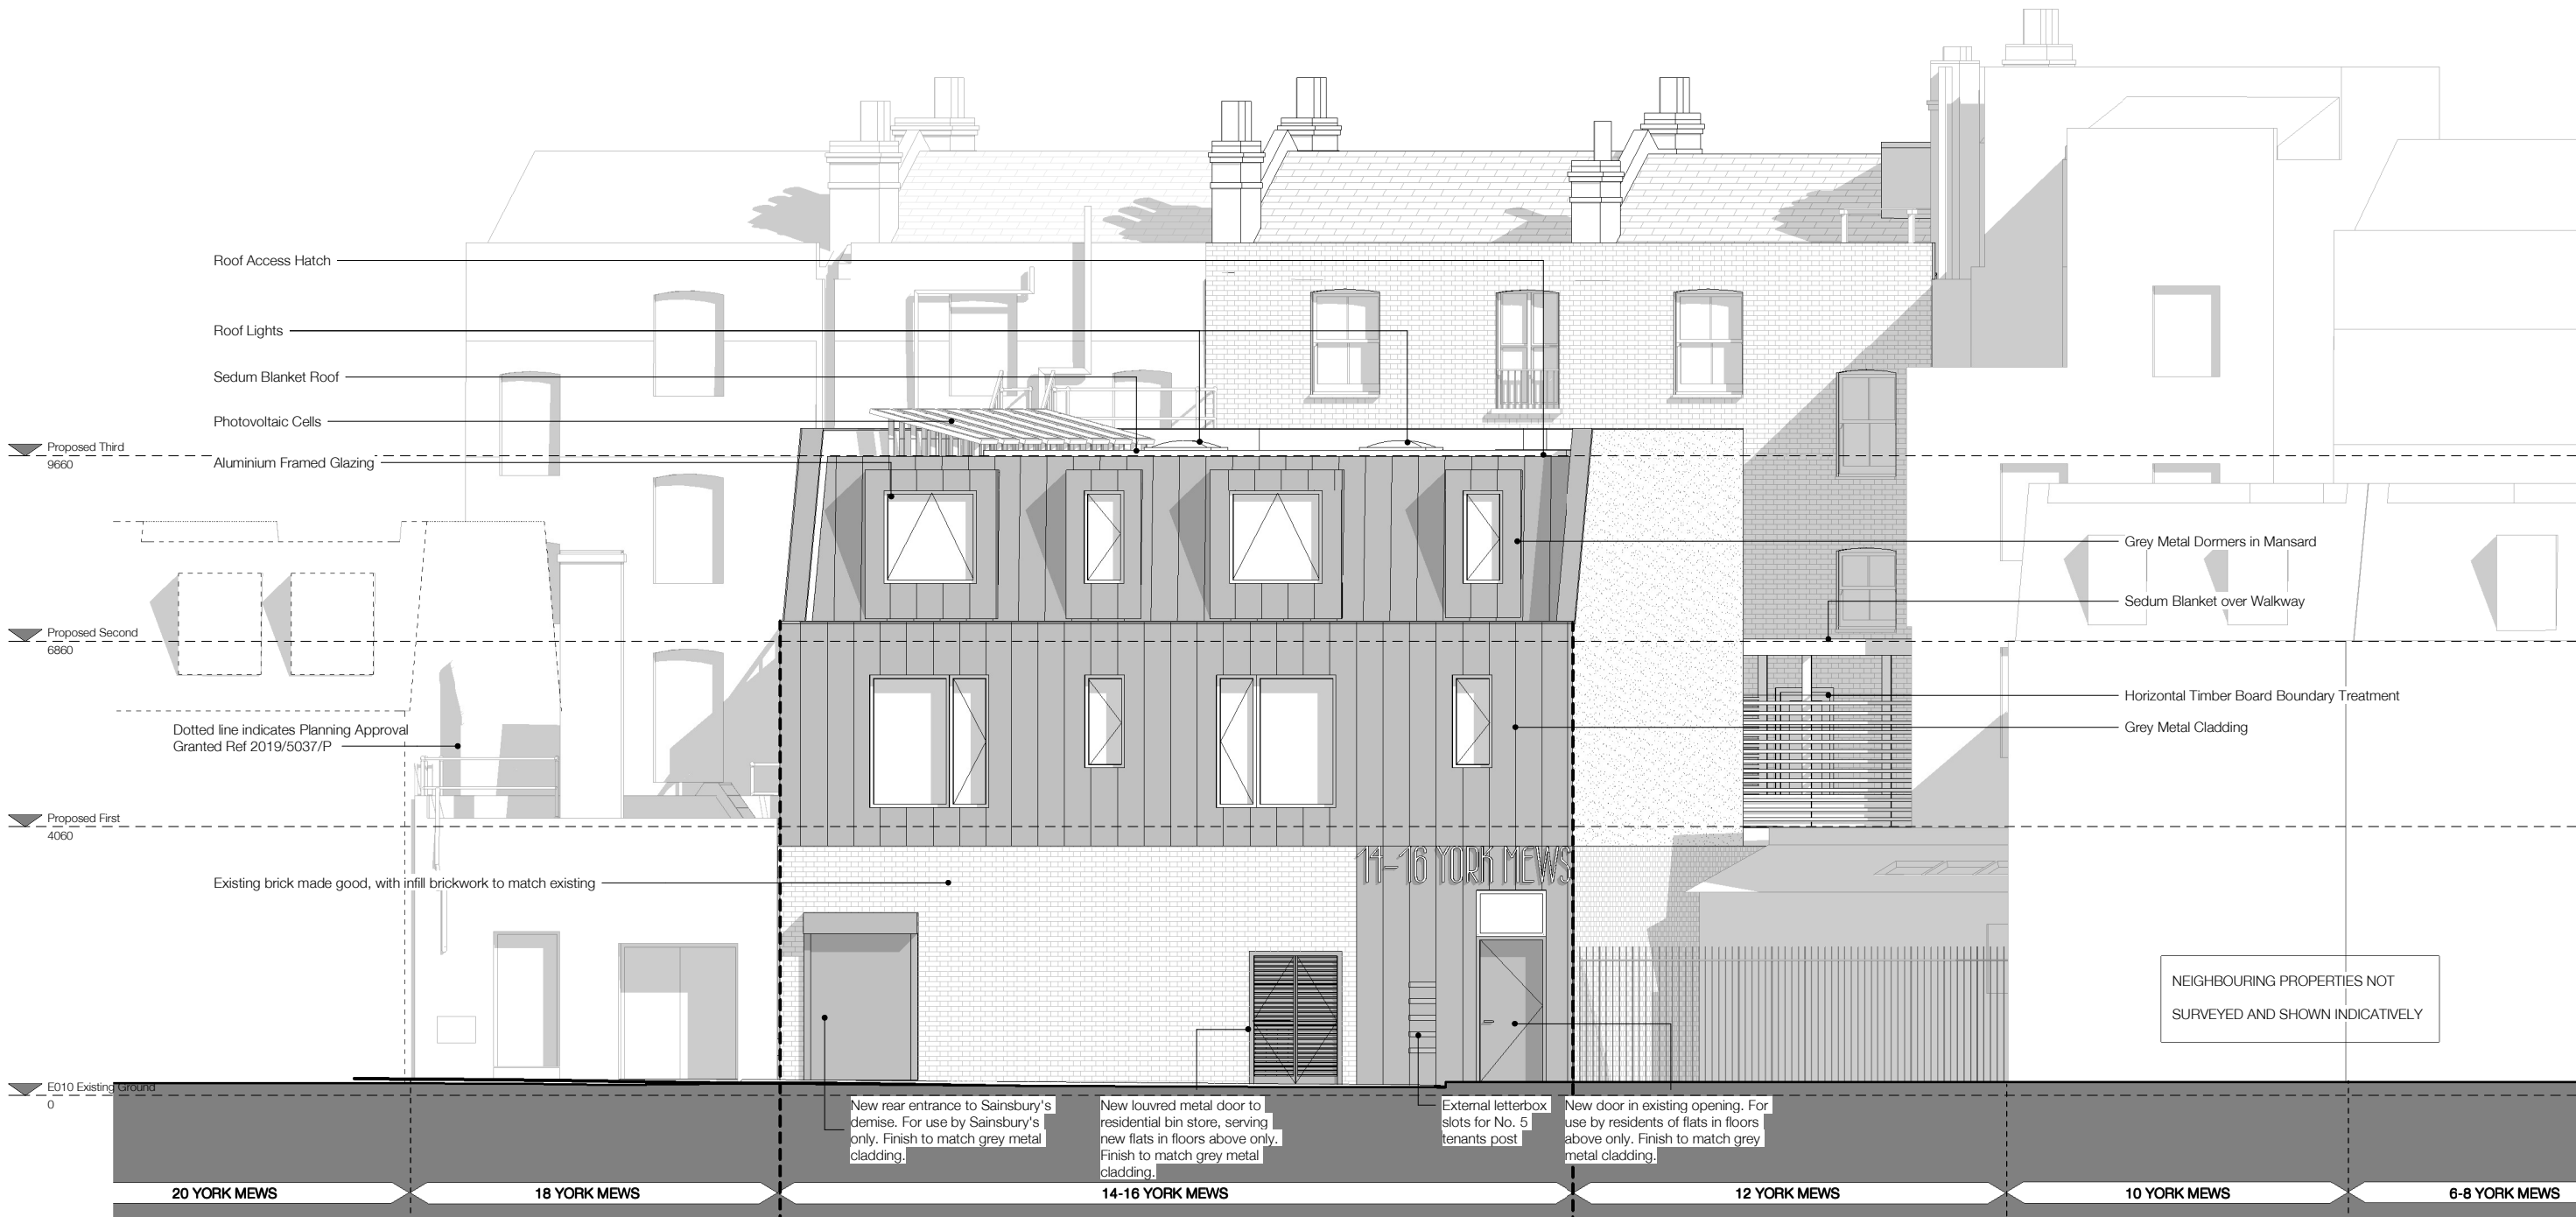 Roof Access Hatch
Roof Lights
Sedum Blanket Roof
Photovoltaic Cells
Proposed Third
9660
Aluminium Framed Glazing
Grey Metal Dormers in Mansard
Sedum Blanket over Walkway
Proposed Second
6860
Horizontal Timber Board Boundary Treatment
Grey Metal Cladding
Dotted line indicates Planning Approval
Granted Ref 2019/5037/P
Proposed First
4060
14-16 YORK MEWS
Existing brick made good, with infill brickwork to match existing
NEIGHBOURING PROPERTIES NOT
SURVEYED AND SHOWN INDICATIVELY
E010 Existing Ground
0
New rear entrance to Sainsbury's
demise. For use by Sainsbury's
only. Finish to match grey metal
cladding.
New louvred metal door to
residential bin store, serving
new flats in floors above only.
Finish to match grey metal
cladding.
External letterbox
slots for No. 5
tenants post
New door in existing opening. For
use by residents of flats in floors
above only. Finish to match grey
metal cladding.
20 YORK MEWS
18 YORK MEWS
14-16 YORK MEWS
12 YORK MEWS
10 YORK MEWS
6-8 YORK MEWS